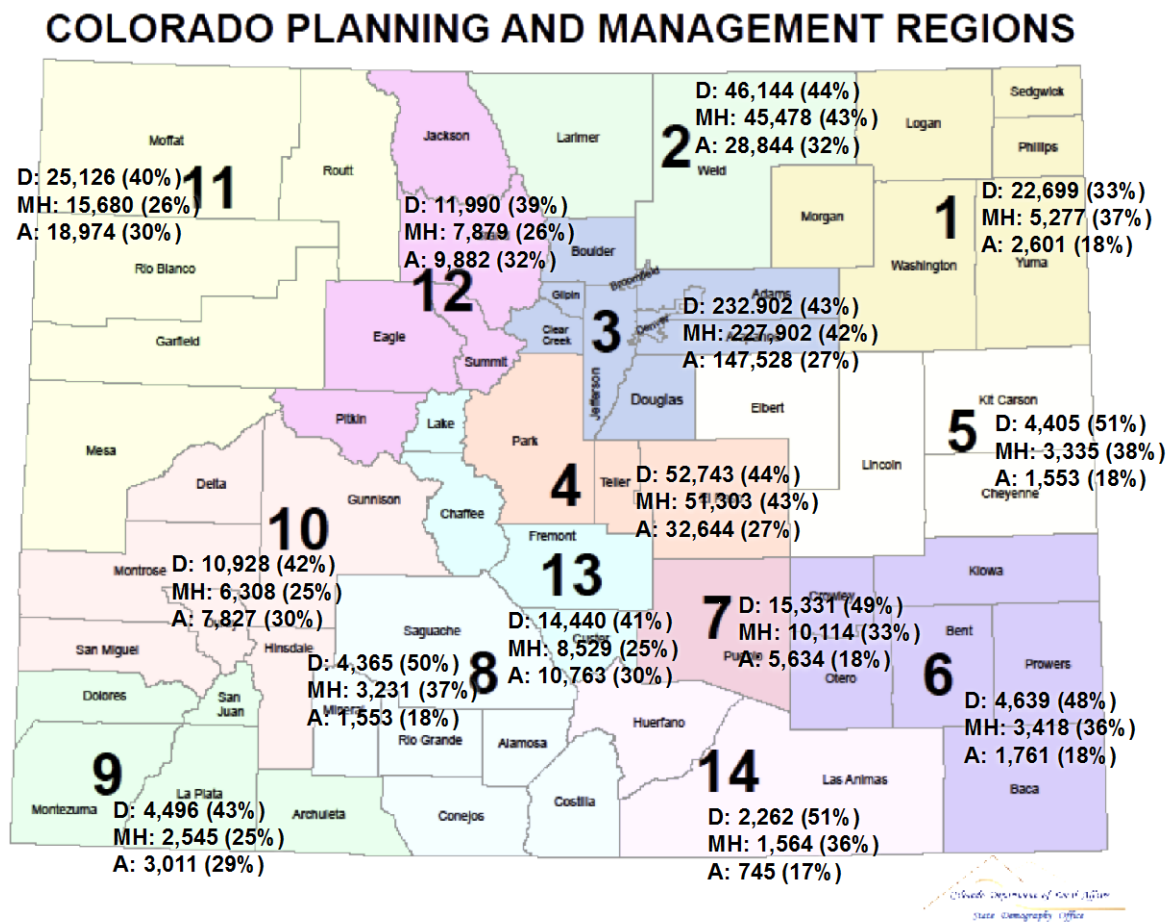 COLORADO PLANNING AND MANAGEMENT REGIONS
Moffat
Routt
Jackson
Larimer
D: 46,144 (44%)
MH: 45,478 (43%)
A: 28,844 (32%)
2
Weld
Logan
Sedgwick
Phillips
D: 25,126 (40%)
MH: 15,680 (26%)
A: 18,974 (30%)
11
Rio Blanco
Garfield
D: 11,990 (39%)
MH: 7,879 (26%)
A: 9,882 (32%)
12
Eagle
Summit
Boulder
Broomfield
Gilpin
Clear
Creek
3
Adams
Denver
D: 232.902 (43%)
MH: 227,902 (42%)
A: 147,528 (27%)
Jefferson
Douglas
Morgan
1
Washington
Yuma
D: 22,699 (33%)
MH: 5,277 (37%)
A: 2,601 (18%)
Mesa
Pitkin
Lake
Park
Elbert
Lincoln
Kit Carson
5
D: 4,405 (51%)
MH: 3,335 (38%)
A: 1,553 (18%)
Cheyenne
Delta
Gunnison
Chaffee
4
Teller
D: 52,743 (44%)
MH: 51,303 (43%)
A: 32,644 (27%)
10
Montrose
D: 10,928 (42%)
MH: 6,308 (25%)
A: 7,827 (30%)
San Miguel
Hinsdale
Fremont
13
D: 14,440 (41%)
MH: 8,529 (25%)
A: 10,763 (30%)
Custer
Saguache
8
D: 4,365 (50%)
MH: 3,231 (37%)
A: 1,553 (18%)
Mineral
Rio Grande
Alamosa
7
Pueblo
D: 15,331 (49%)
MH: 10,114 (33%)
A: 5,634 (18%)
Crowley
Otero
Kiowa
Bent
6
Prowers
D: 4,639 (48%)
MH: 3,418 (36%)
A: 1,761 (18%)
Baca
Dolores
San
Juan
9
Montezuma
La Plata
D: 4,496 (43%)
MH: 2,545 (25%)
A: 3,011 (29%)
Archuleta
Conejos
Costilla
Huerfano
14
Las Animas
D: 2,262 (51%)
MH: 1,564 (36%)
A: 745 (17%)
Colorado Department of Local Affairs
State Demography Office